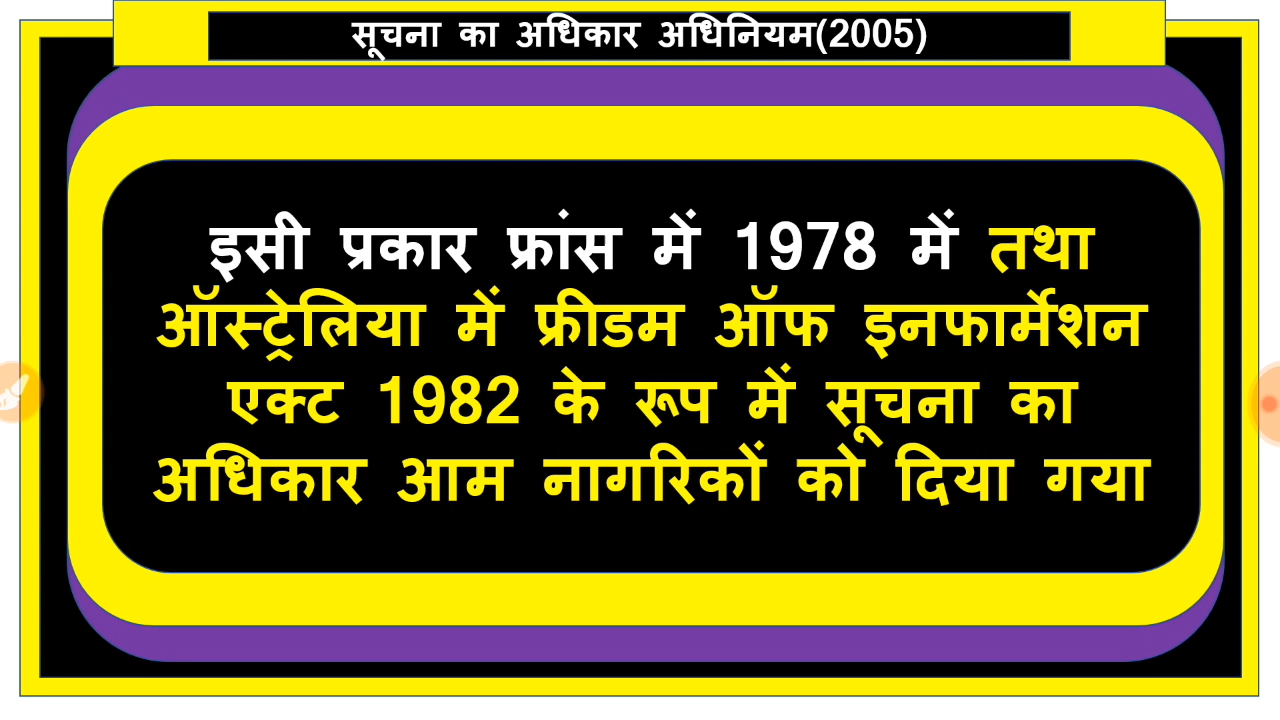 सूचना का अधिकार अधिनियम(2005)
इसी प्रकार फ्रांस में 1978 में तथा
ऑस्ट्रेलिया में फ्रीडम ऑफ इनफार्मेशन
एक्ट 1982 के रूप में सूचना का
अधिकार आम नागरिकों को दिया गया